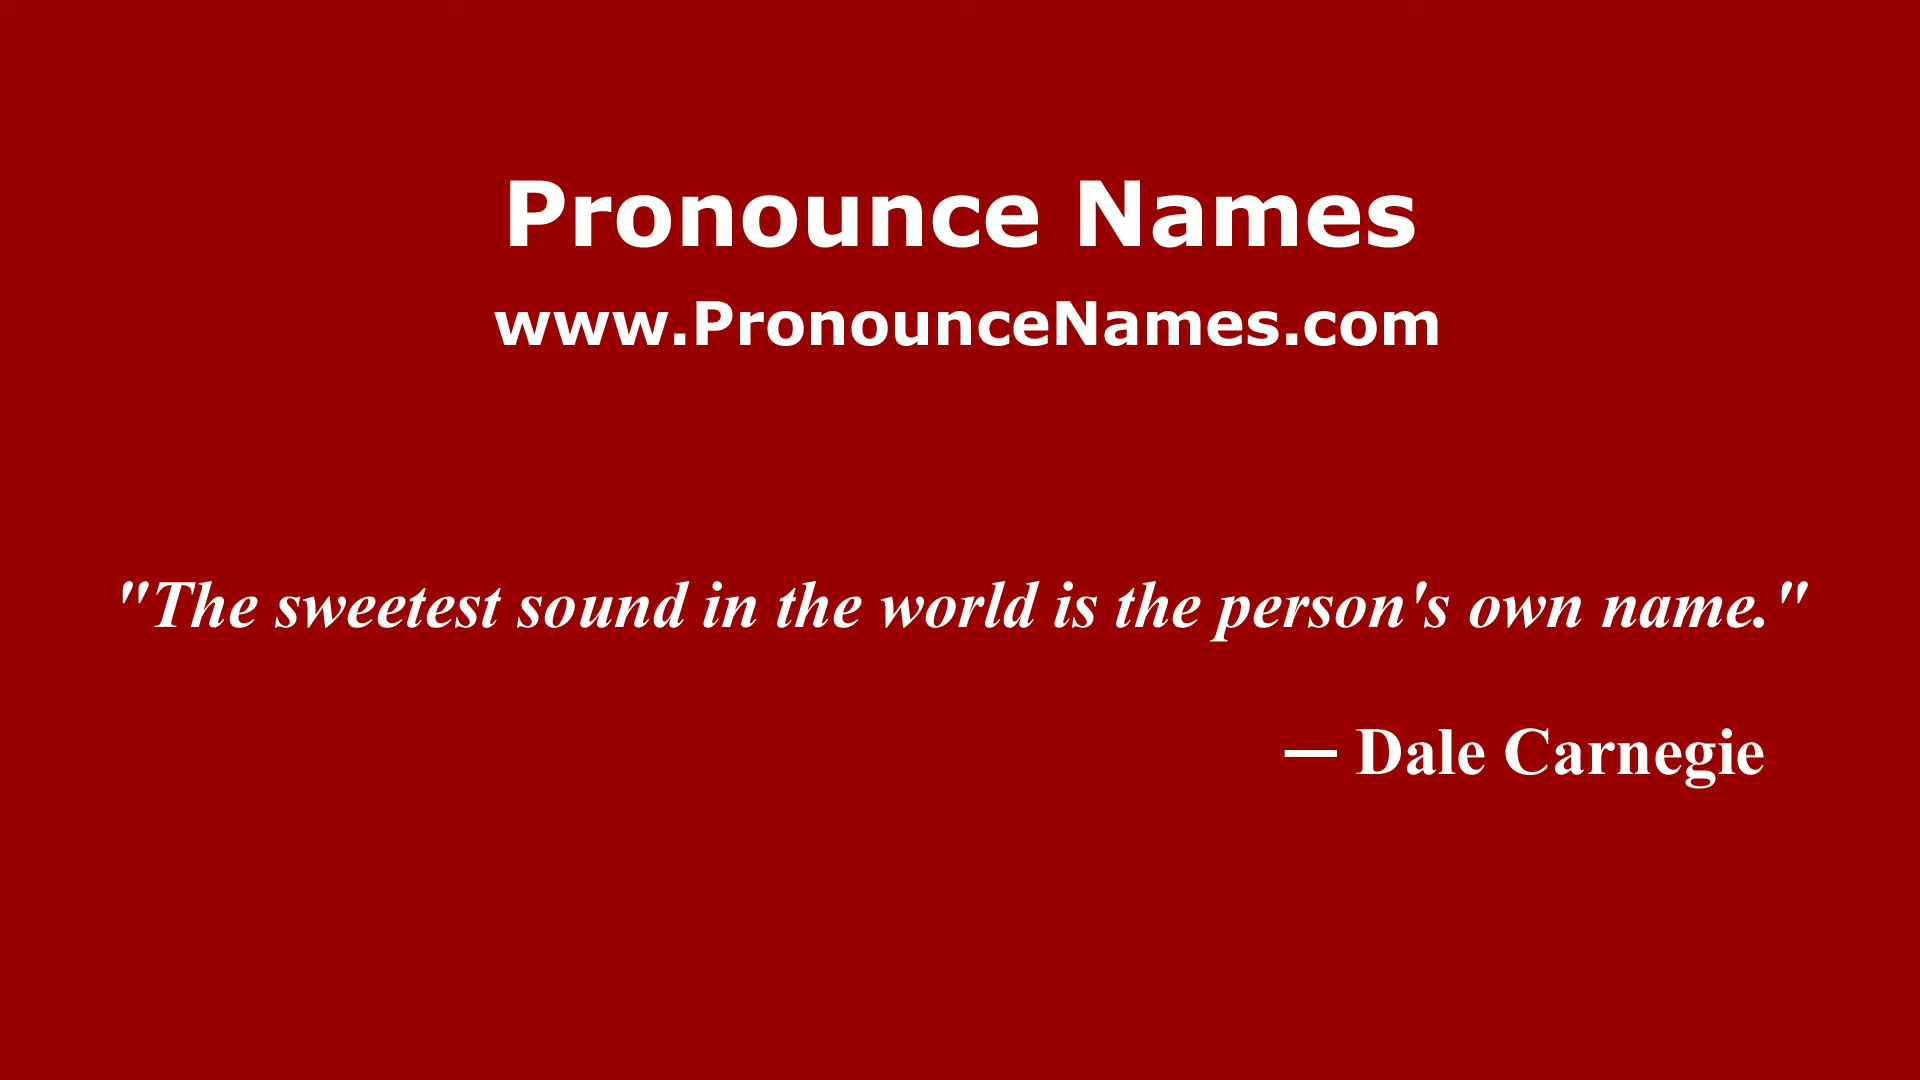 Pronounce Names
www.PronounceNames.com
"The sweetest sound in the world is the person's own name."
— Dale Carnegie